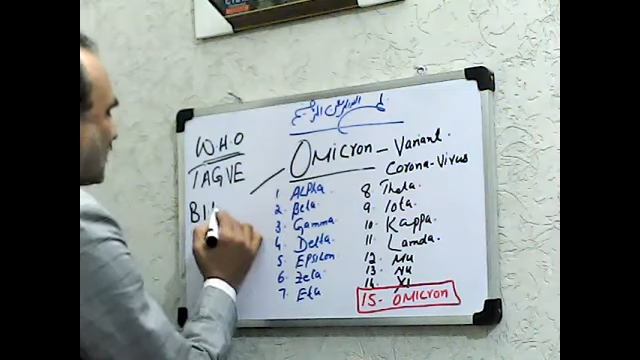 W.H.O
TAGVE
OMicron – Variant.
Corona-Virus
1 Alpha
2. Beta.
3. Gamma
4. Delta.
5 EPsilon
6. Zeta.
7. Eta
8 Theta.
9. Iota.
10. Kappa.
11. Lamda.
12 Mu
13. Nu
14. XI
15- OMicron